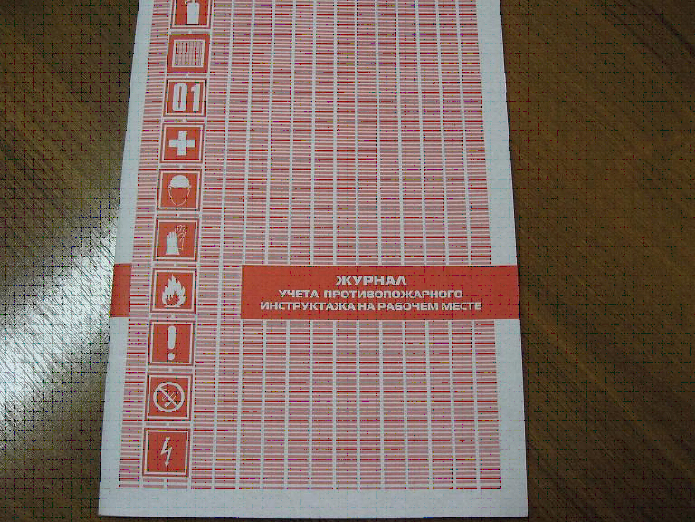 01
ЖУРНАЛ
УЧЕТА ПРОТИВОПОЖАРНОГО
ИНСТРУКТАЖА НА РАБОЧЕМ МЕСТЕ